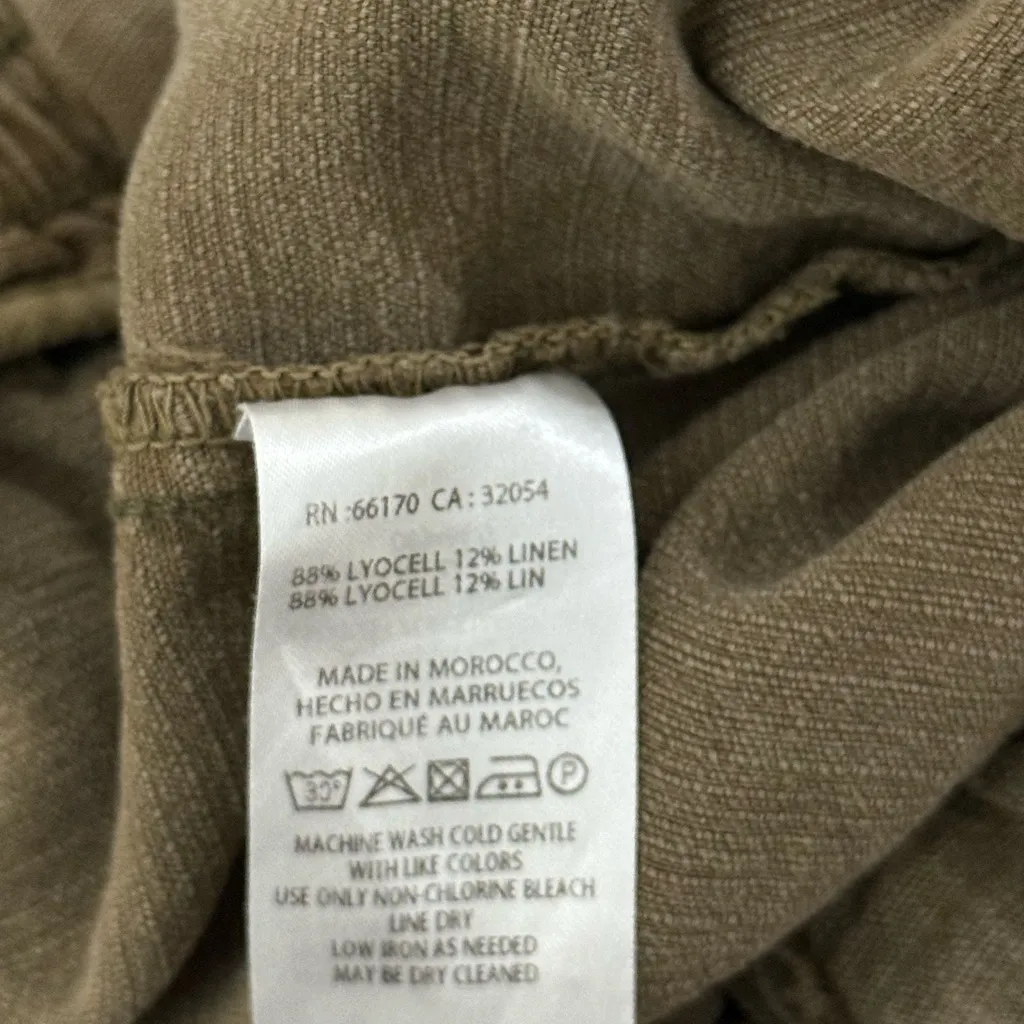 RN :66170 CA : 32054
88% LYOCELL 12% LINEN
88% LYOCELL 12% LIN
MADE IN MOROCCO,
HECHO EN MARRUECOS
FABRIQUÉ AU MAROC
30° P
MACHINE WASH COLD GENTLE
WITH LIKE COLORS
USE ONLY NON-CHLORINE BLEACH
LINE DRY
LOW IRON AS NEEDED
MAY BE DRY CLEANED